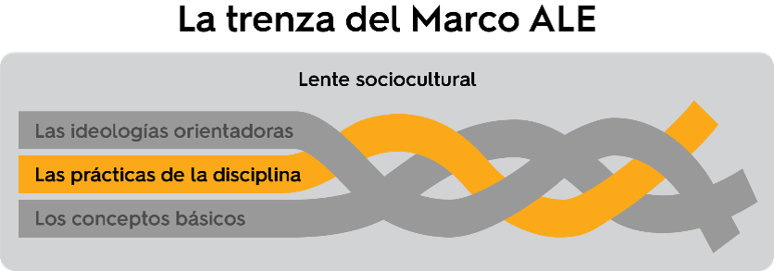 La trenza del Marco ALE
Lente sociocultural
Las ideologías orientadoras
Las prácticas de la disciplina
Los conceptos básicos